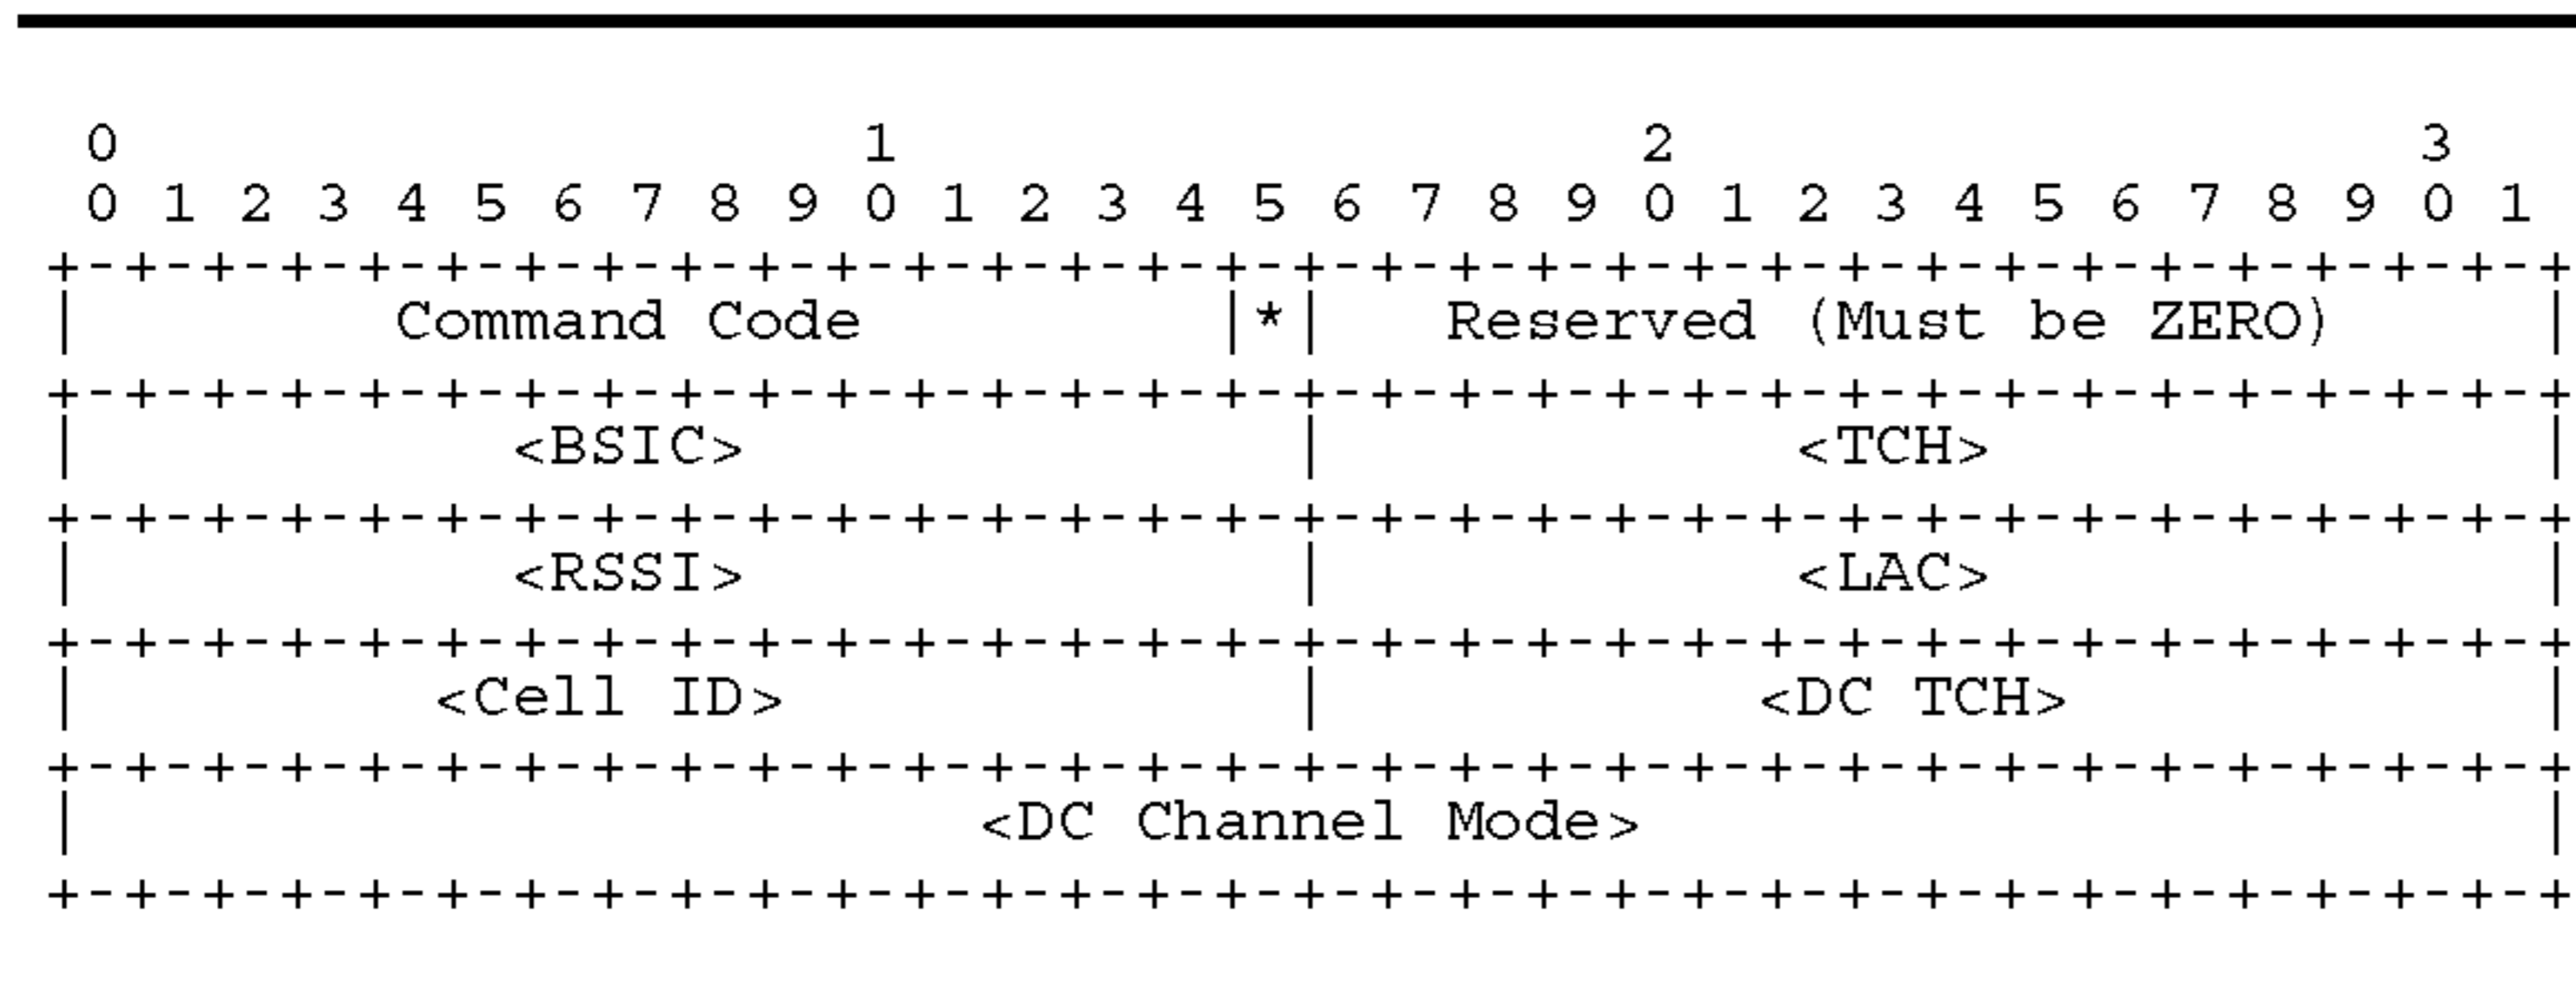 0                   1                   2                   3
 0 1 2 3 4 5 6 7 8 9 0 1 2 3 4 5 6 7 8 9 0 1 2 3 4 5 6 7 8 9 0 1
+-+-+-+-+-+-+-+-+-+-+-+-+-+-+-+-+-+-+-+-+-+-+-+-+-+-+-+-+-+-+-+-+
|        Command Code         |*|   Reserved (Must be ZERO)     |
+-+-+-+-+-+-+-+-+-+-+-+-+-+-+-+-+-+-+-+-+-+-+-+-+-+-+-+-+-+-+-+-+
|           <BSIC>              |            <TCH>              |
+-+-+-+-+-+-+-+-+-+-+-+-+-+-+-+-+-+-+-+-+-+-+-+-+-+-+-+-+-+-+-+-+
|           <RSSI>              |            <LAC>              |
+-+-+-+-+-+-+-+-+-+-+-+-+-+-+-+-+-+-+-+-+-+-+-+-+-+-+-+-+-+-+-+-+
|         <Cell ID>             |           <DC TCH>            |
+-+-+-+-+-+-+-+-+-+-+-+-+-+-+-+-+-+-+-+-+-+-+-+-+-+-+-+-+-+-+-+-+
|                       <DC Channel Mode>                       |
+-+-+-+-+-+-+-+-+-+-+-+-+-+-+-+-+-+-+-+-+-+-+-+-+-+-+-+-+-+-+-+-+